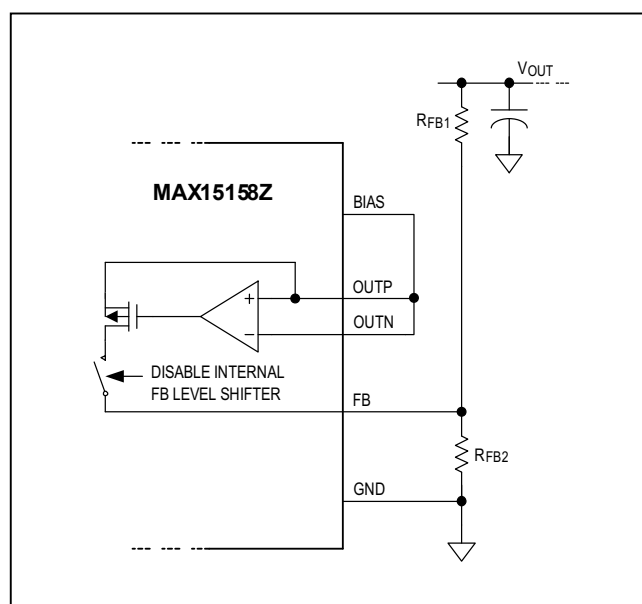 VOUT
RFB1
MAX15158Z
BIAS
+
OUTP
−
OUTN
DISABLE INTERNAL
FB LEVEL SHIFTER
FB
RFB2
GND